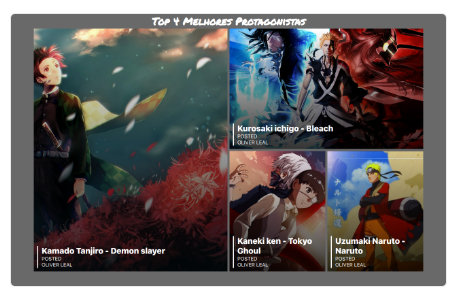 Top 4 Melhores Protagonistas
Kurosaki ichigo - Bleach
POSTED
OLIVER LEAL
Kamado Tanjiro - Demon slayer
POSTED
OLIVER LEAL
Kaneki ken - Tokyo
Ghoul
POSTED
OLIVER LEAL
Uzumaki Naruto -
Naruto
POSTED
OLIVER LEAL